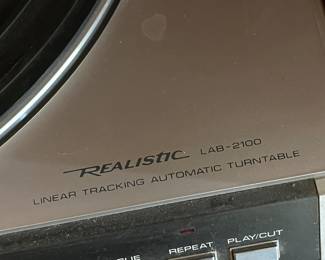 REALISTIC LAB-2100
LINEAR TRACKING AUTOMATIC TURNTABLE
REPEAT PLAY/CUT